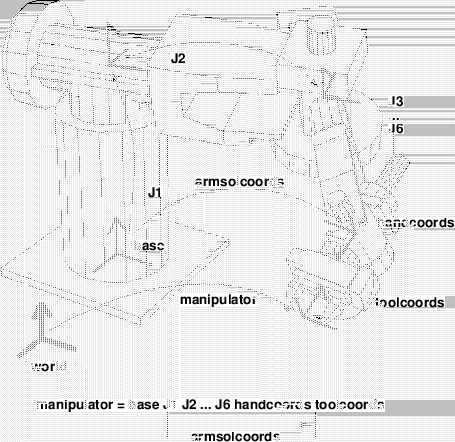 J2
J3
...
J6
armsolcoords
J1
handcoords
base
manipulator
toolcoords
world
manipulator = base J1 J2 ... J6 handcoords toolcoords
armsolcoords